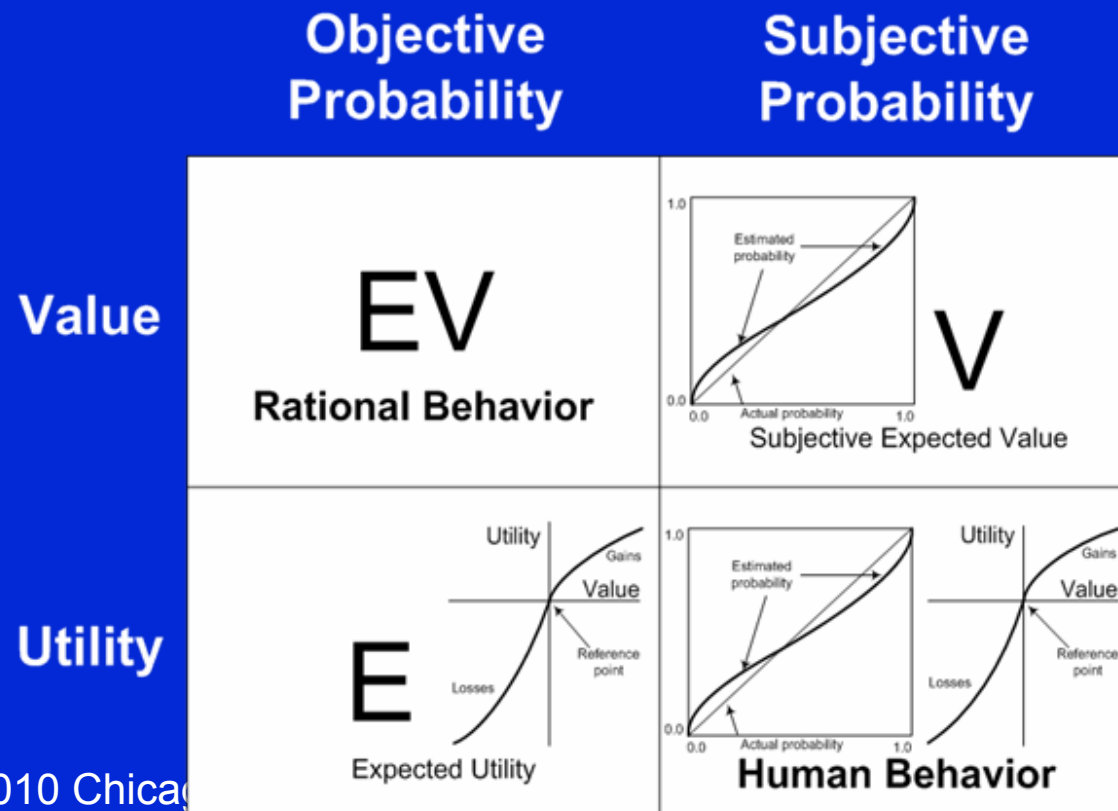 Objective
Probability
Subjective
Probability
Value
EV
Rational Behavior
1.0
Estimated
probability
V
0.0
0.0
Actual probability
1.0
Subjective Expected Value
Utility
E
Utility
Gains
Value
Reference
point
Losses
Expected Utility
1.0
Estimated
probability
0.0
0.0
Actual probability
1.0
Utility
Gains
Value
Reference
point
Losses
Human Behavior